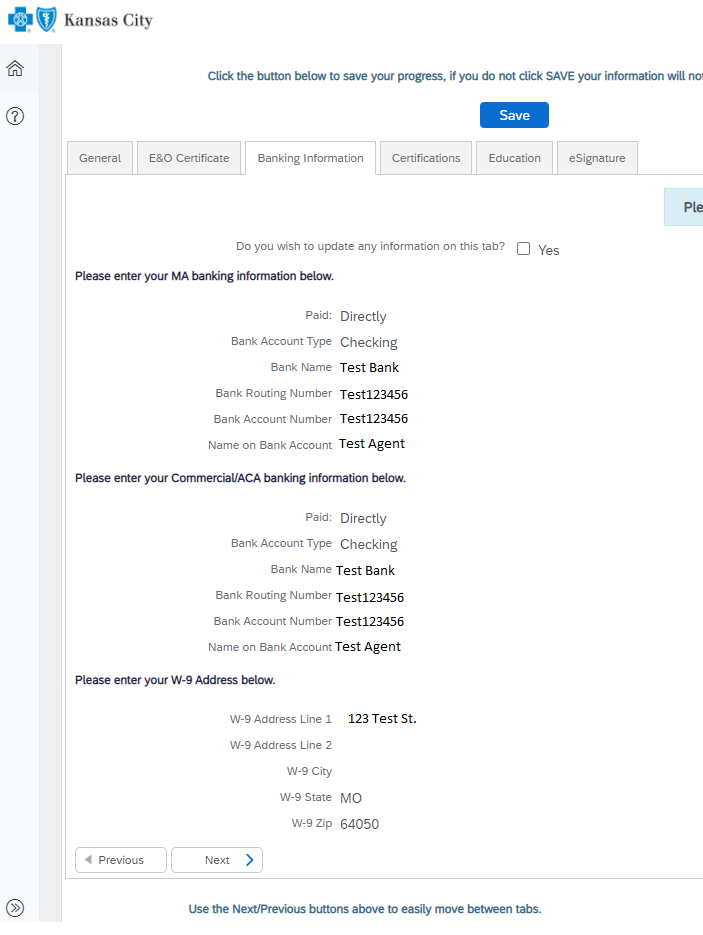 Kansas City
Click the button below to save your progress, if you do not click SAVE your information will not
Save
General E&O Certificate Banking Information Certifications Education eSignature
Ple
Do you wish to update any information on this tab? Yes
Please enter your MA banking information below.
Paid: Directly
Bank Account Type Checking
Bank Name Test Bank
Bank Routing Number Test123456
Bank Account Number Test123456
Name on Bank Account Test Agent
Please enter your Commercial/ACA banking information below.
Paid: Directly
Bank Account Type Checking
Bank Name Test Bank
Bank Routing Number Test123456
Bank Account Number Test123456
Name on Bank Account Test Agent
Please enter your W-9 Address below.
W-9 Address Line 1 123 Test St.
W-9 Address Line 2
W-9 City
W-9 State MO
W-9 Zip 64050
Previous Next
Use the Next/Previous buttons above to easily move between tabs.